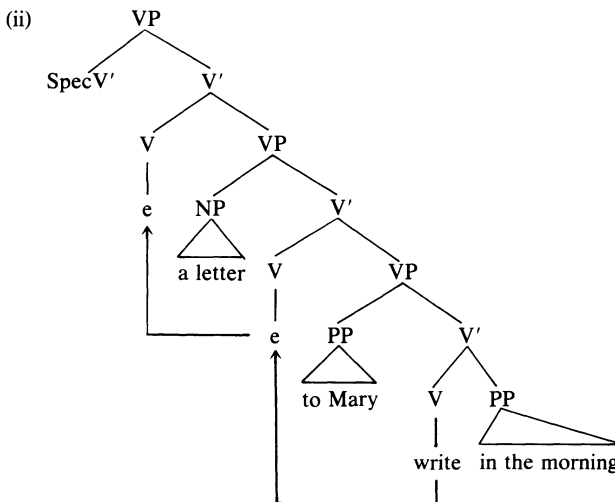 (ii) VP
SpecV′ V′
V VP
e NP V′
a letter V VP
e PP V′
to Mary V PP
write in the morning